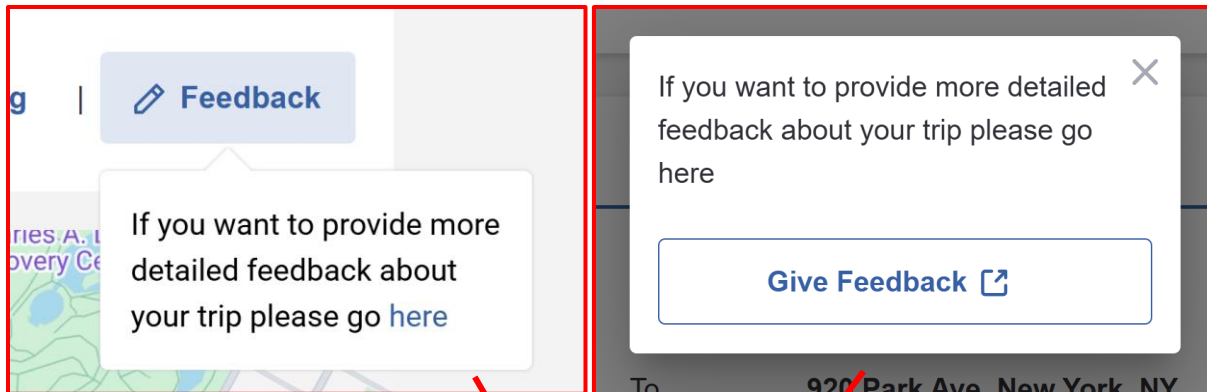 g | Feedback
If you want to provide more
detailed feedback about
your trip please go here
If you want to provide more detailed
feedback about your trip please go
here
Give Feedback
To 920 Park Ave, New York, NY